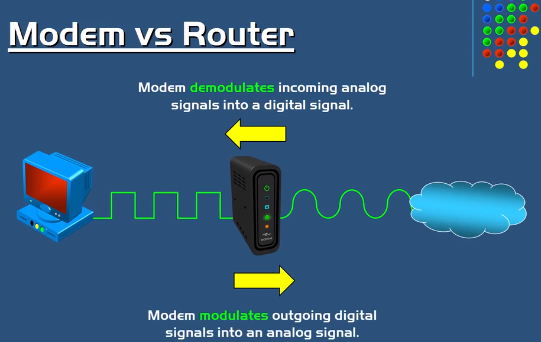 Modem vs Router
Modem demodulates incoming analog
signals into a digital signal.
Modem modulates outgoing digital
signals into an analog signal.